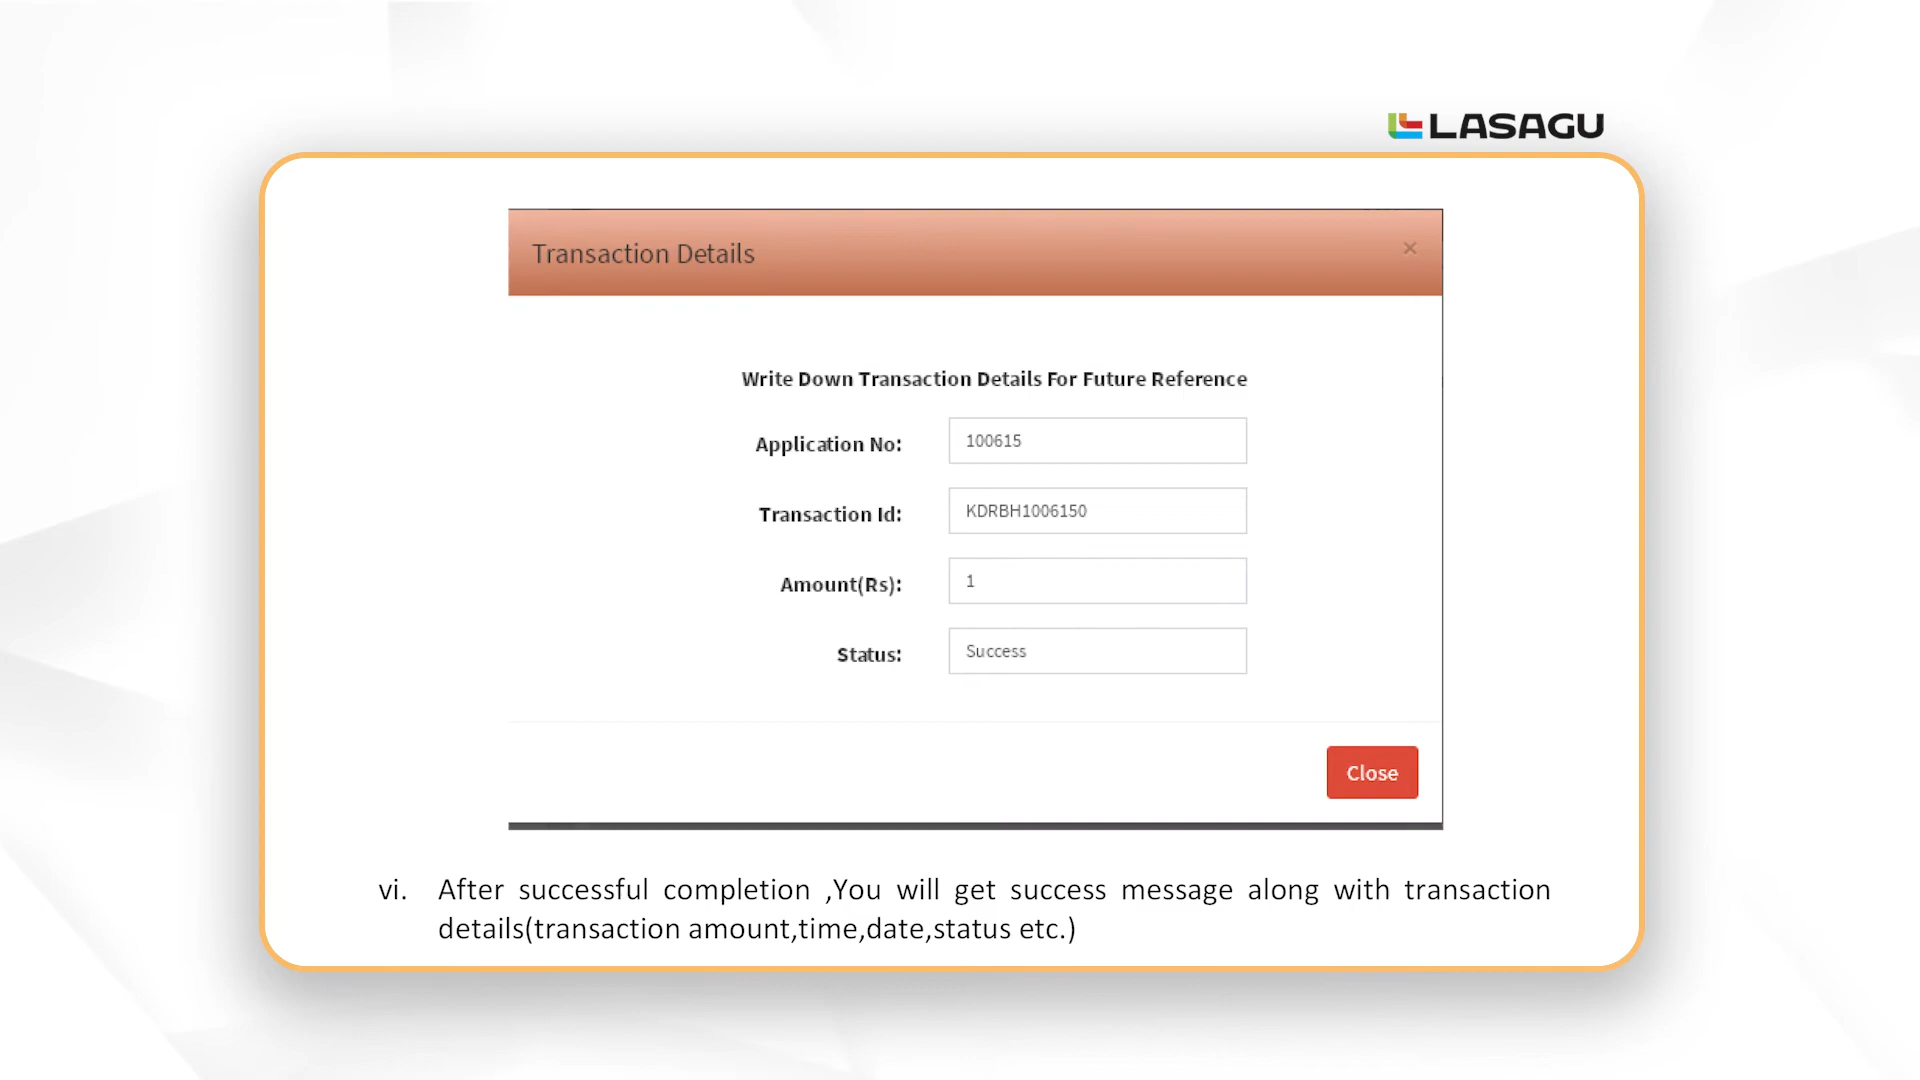 LASAGU
Transaction Details ×
Write Down Transaction Details For Future Reference
Application No: 100615
Transaction Id: KDRBH1006150
Amount(Rs): 1
Status: Success
Close
vi. After successful completion ,You will get success message along with transaction
details(transaction amount,time,date,status etc.)